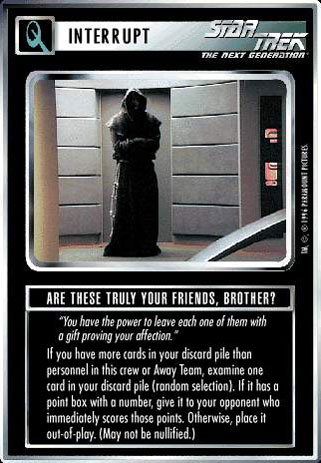 Q INTERRUPT
STAR TREK
THE NEXT GENERATION®
TM, ©, ® 1996 PARAMOUNT PICTURES
ARE THESE TRULY YOUR FRIENDS, BROTHER?
"You have the power to leave each one of them with
a gift proving your affection."
If you have more cards in your discard pile than
personnel in this crew or Away Team, examine one
card in your discard pile (random selection). If it has a
point box with a number, give it to your opponent who
immediately scores those points. Otherwise, place it
out-of-play. (May not be nullified.)